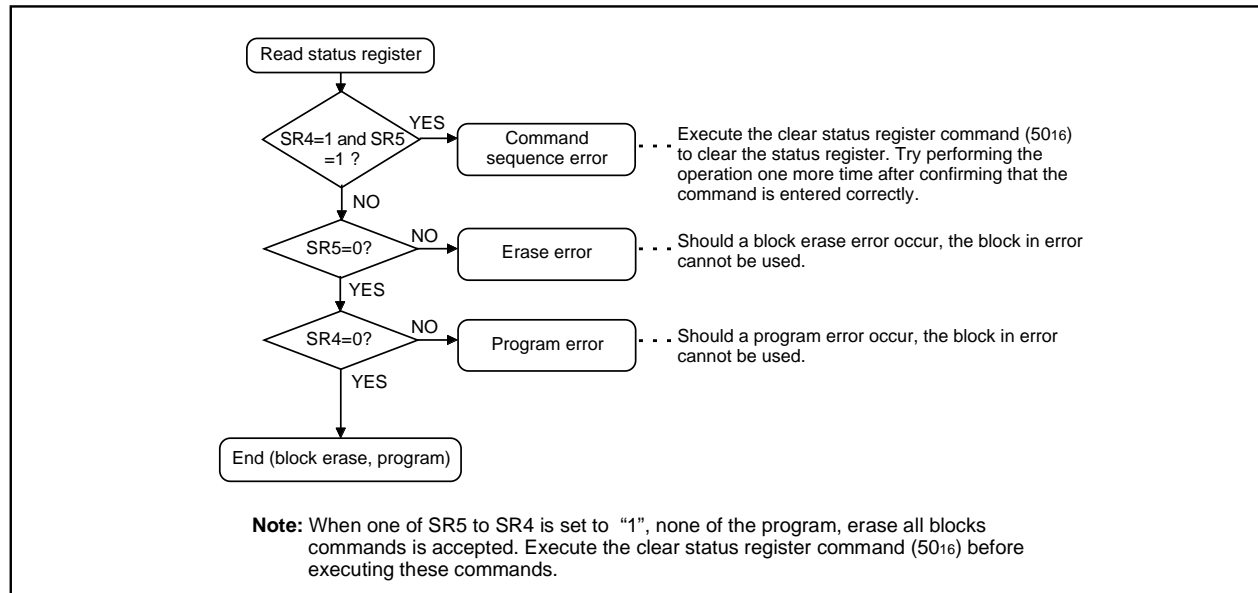 Read status register
SR4=1 and SR5
=1 ?
YES
Command
sequence error
Execute the clear status register command (5016)
to clear the status register. Try performing the
operation one more time after confirming that the
command is entered correctly.
NO
SR5=0?
NO
Erase error
Should a block erase error occur, the block in error
cannot be used.
YES
SR4=0?
NO
Program error
Should a program error occur, the block in error
cannot be used.
YES
End (block erase, program)
Note: When one of SR5 to SR4 is set to “1”, none of the program, erase all blocks
commands is accepted. Execute the clear status register command (5016) before
executing these commands.